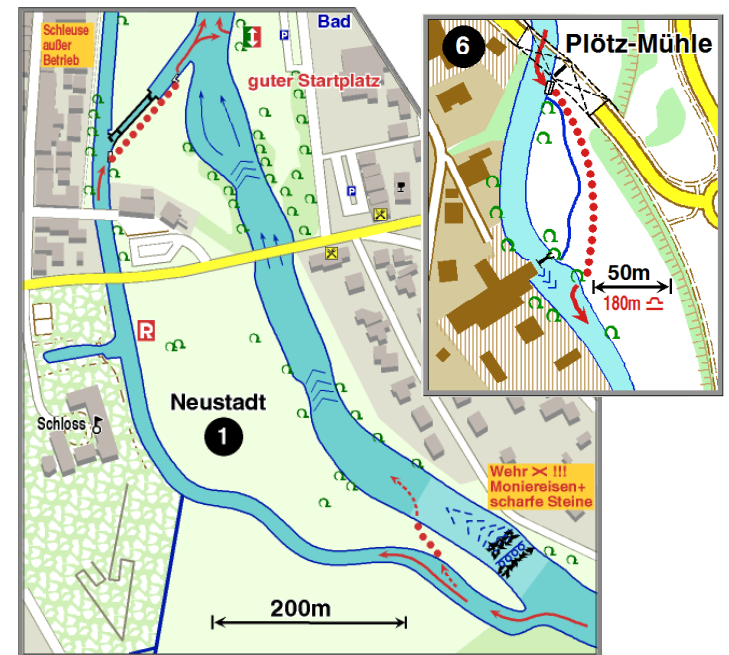 Schleuse
außer
Betrieb
Bad
P
guter Startplatz
P
R
Neustadt
1
Schloss
Wehr X !!!
Moniereisen+
scharfe Steine
200m
6
Plötz-Mühle
50m
180m